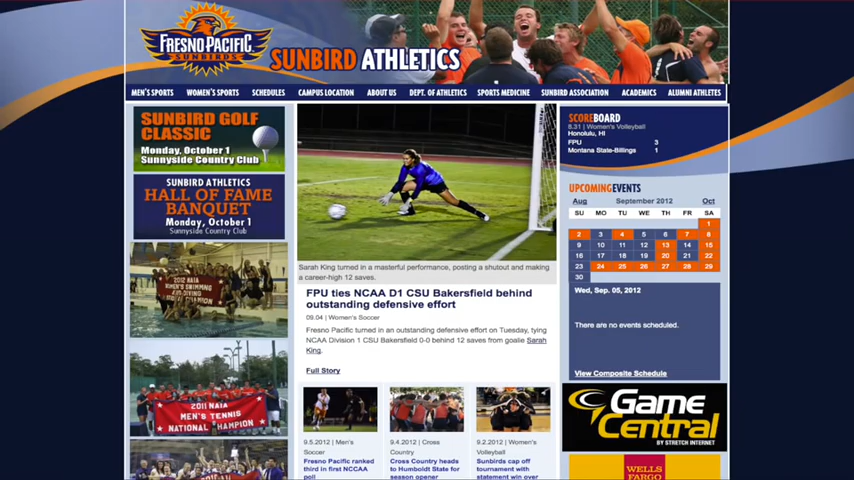 FRESNO PACIFIC
SUNBIRDS
SUNBIRD ATHLETICS
MEN'S SPORTS WOMEN'S SPORTS SCHEDULES CAMPUS LOCATION ABOUT US DEPT. OF ATHLETICS SPORTS MEDICINE SUNBIRD ASSOCIATION ACADEMICS ALUMNI ATHLETES
SUNBIRD GOLF
CLASSIC
Monday, October 1
Sunnyside Country Club
SUNBIRD ATHLETICS
HALL OF FAME
BANQUET
Monday, October 1
Sunnyside Country Club
2012 NAIA
WOMEN'S SWIMMING
AND DIVING
NATIONAL CHAMPION
2011 NAIA
MEN'S TENNIS
NATIONAL CHAMPION
Sarah King turned in a masterful performance, posting a shutout and making
a career-high 12 saves.
FPU ties NCAA D1 CSU Bakersfield behind
outstanding defensive effort
09.04 | Women's Soccer
Fresno Pacific turned in an outstanding defensive effort on Tuesday, tying
NCAA Division 1 CSU Bakersfield 0-0 behind 12 saves from goalie Sarah
King.
Full Story
9.5.2012 | Men's
Soccer
Fresno Pacific ranked
third in first NCCAA
poll
9.4.2012 | Cross
Country
Cross Country heads
to Humboldt State for
season opener
9.2.2012 | Women's
Volleyball
Sunbirds cap off
tournament with
statement win over
SCOREBOARD
8.31 | Women's Volleyball
Honolulu, HI
FPU 3
Montana State-Billings 1
UPCOMING EVENTS
Aug September 2012 Oct
SU MO TU WE TH FR SA
1
2 3 4 5 6 7 8
9 10 11 12 13 14 15
16 17 18 19 20 21 22
23 24 25 26 27 28 29
30
Wed, Sep. 05, 2012
There are no events scheduled.
View Composite Schedule
Game
Central
BY STRETCH INTERNET
WELLS
FARGO